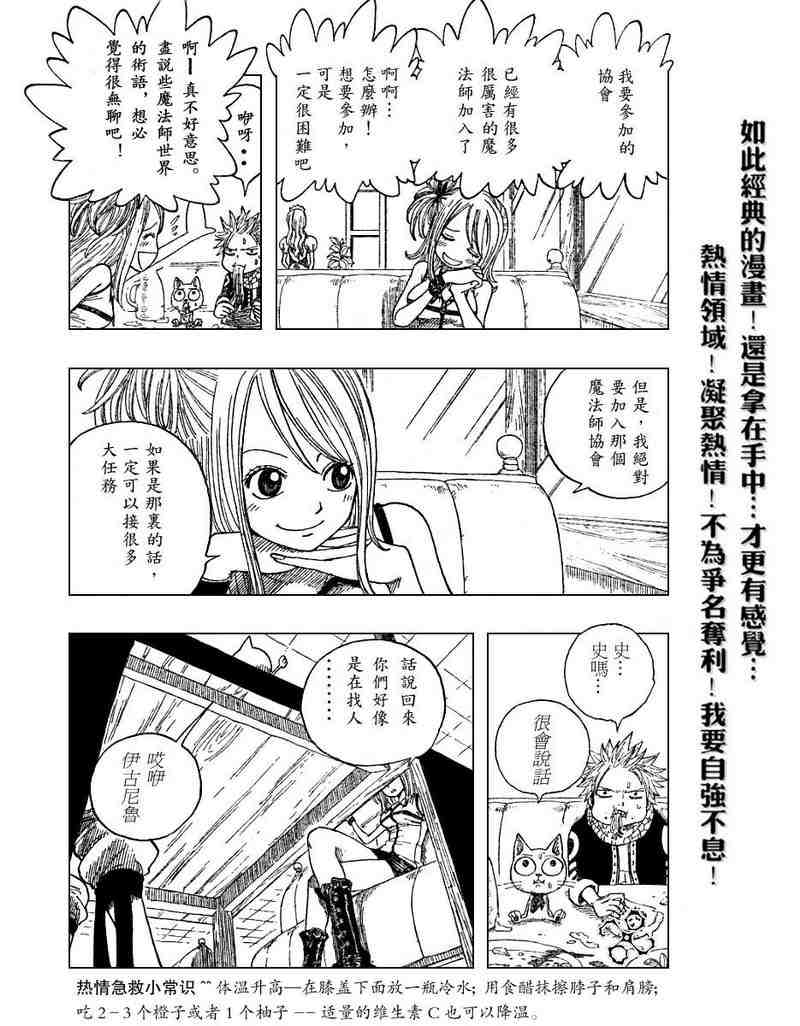 我要參加的
協會
已經有很多
很厲害的魔
法師加入了
啊啊…
怎麼辦！
想要參加，
可是
一定很困難吧
咿呀
…
啊－真不好意思。
盡說些魔法師世界
的術語，想必
覺得很無聊吧！
但是，我絕對
要加入那個
魔法師協會
如果是那裏的話，
一定可以接很多
大任務
史…
史嗎…
很會說話
話說回來
你們好像
是在找人
………
哎咿
伊古尼魯
如此經典的漫畫！還是拿在手中…才更有感覺…
熱情領域！凝聚熱情！不為爭名奪利！我要自強不息！
热情急救小常识^^体温升高—在膝盖下面放一瓶冷水；用食醋抹擦脖子和肩膀；
吃2-3个橙子或者1个柚子 -- 适量的维生素C也可以降温。